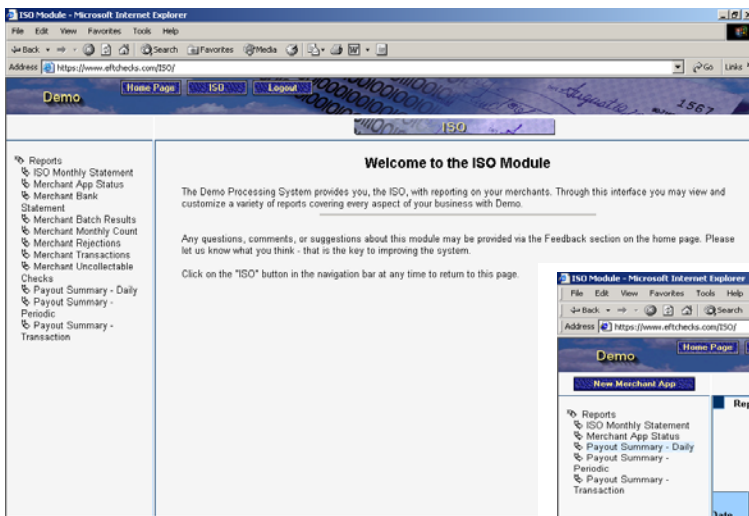 ISO Module - Microsoft Internet Explorer
File Edit View Favorites Tools Help
Back Search Favorites Media
Address https://www.eftchecks.com/ISO/ Go Links
Demo
Home Page ISO Logout
1567
ISO
Reports
ISO Monthly Statement
Merchant App Status
Merchant Bank
Statement
Merchant Batch Results
Merchant Monthly Count
Merchant Rejections
Merchant Transactions
Merchant Uncollectable
Checks
Payout Summary - Daily
Payout Summary -
Periodic
Payout Summary -
Transaction
Welcome to the ISO Module
The Demo Processing System provides you, the ISO, with reporting on your merchants. Through this interface you may view and
customize a variety of reports covering every aspect of your business with Demo.
Any questions, comments, or suggestions about this module may be provided via the Feedback section on the home page. Please
let us know what you think - that is the key to improving the system.
Click on the "ISO" button in the navigation bar at any time to return to this page.
ISO Module - Microsoft Internet Explorer
File Edit View Favorites Tools Help
Back Search
Address https://www.eftchecks.com/ISO/
Demo
Home Page
New Merchant App
Reports
ISO Monthly Statement
Merchant App Status
Payout Summary - Daily
Payout Summary -
Periodic
Payout Summary -
Transaction
Rep